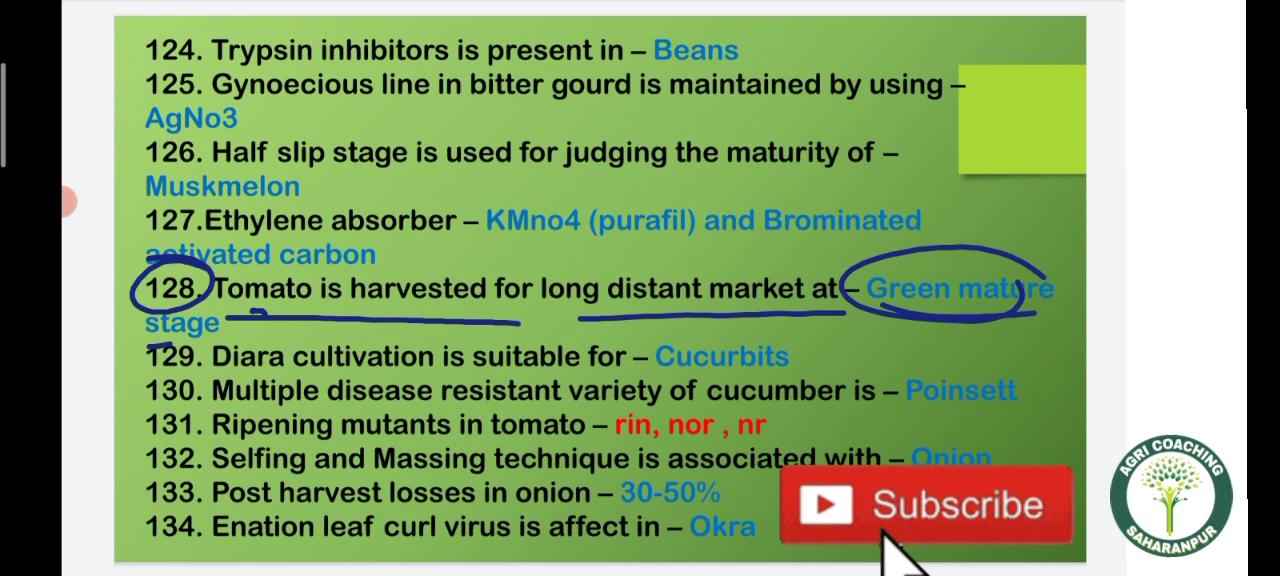 124. Trypsin inhibitors is present in – Beans
125. Gynoecious line in bitter gourd is maintained by using –
AgNo3
126. Half slip stage is used for judging the maturity of –
Muskmelon
127.Ethylene absorber – KMno4 (purafil) and Brominated
activated carbon
128. Tomato is harvested for long distant market at – Green mature
stage
129. Diara cultivation is suitable for – Cucurbits
130. Multiple disease resistant variety of cucumber is – Poinsett
131. Ripening mutants in tomato – rin, nor , nr
132. Selfing and Massing technique is associated with – Onion
133. Post harvest losses in onion – 30-50%
134. Enation leaf curl virus is affect in – Okra
Subscribe
AGRI COACHING
SAHARANPUR